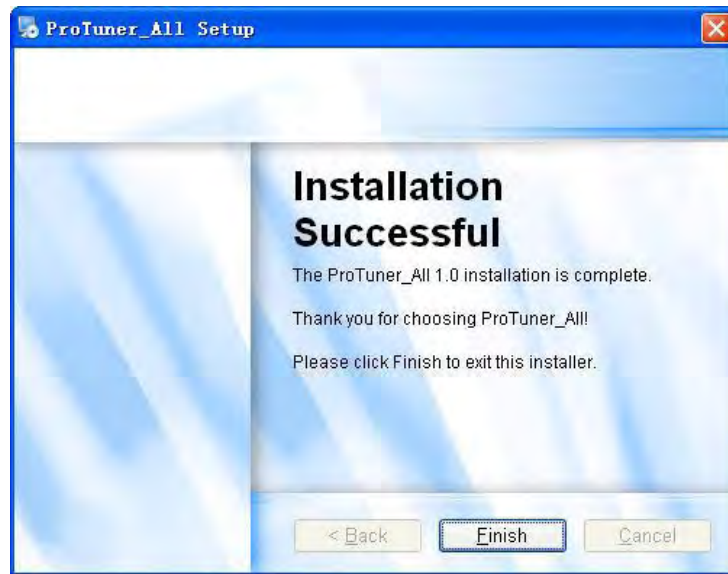 ProTuner_All Setup
Installation
Successful
The ProTuner_All 1.0 installation is complete.
Thank you for choosing ProTuner_All!
Please click Finish to exit this installer.
< Back
Finish
Cancel